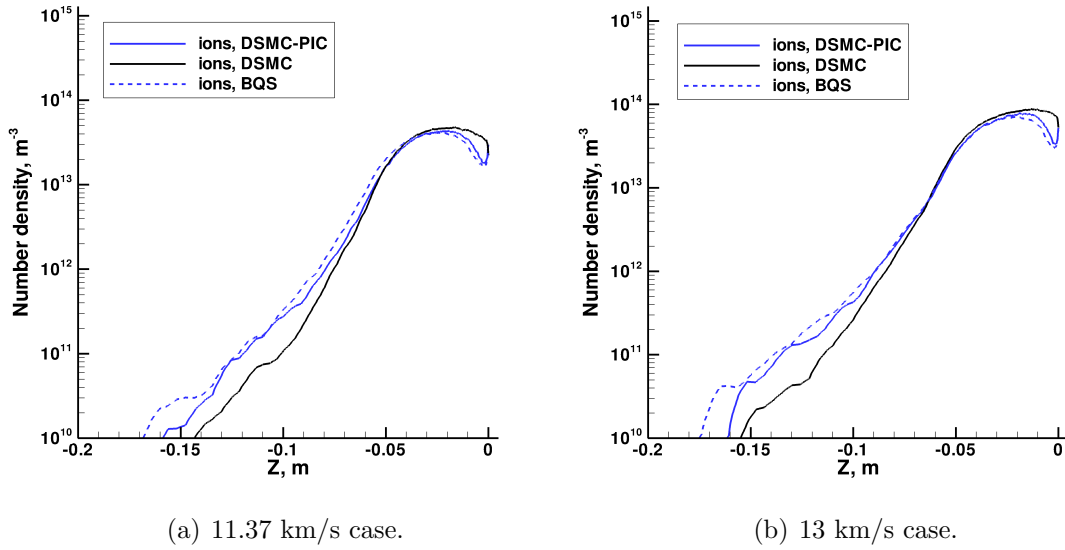 10^15
10^14
10^13
10^12
10^11
10^10
Number density, m^-3
ions, DSMC-PIC
ions, DSMC
ions, BQS
-0.2 -0.15 -0.1 -0.05 0
Z, m
(a) 11.37 km/s case.
10^15
10^14
10^13
10^12
10^11
10^10
Number density, m^-3
ions, DSMC-PIC
ions, DSMC
ions, BQS
-0.2 -0.15 -0.1 -0.05 0
Z, m
(b) 13 km/s case.